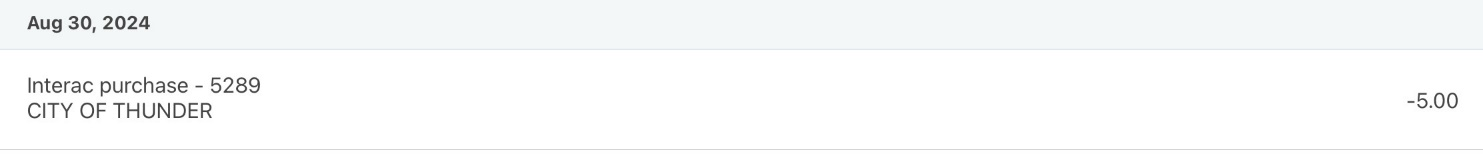 Aug 30, 2024
Interac purchase - 5289
CITY OF THUNDER
-5.00